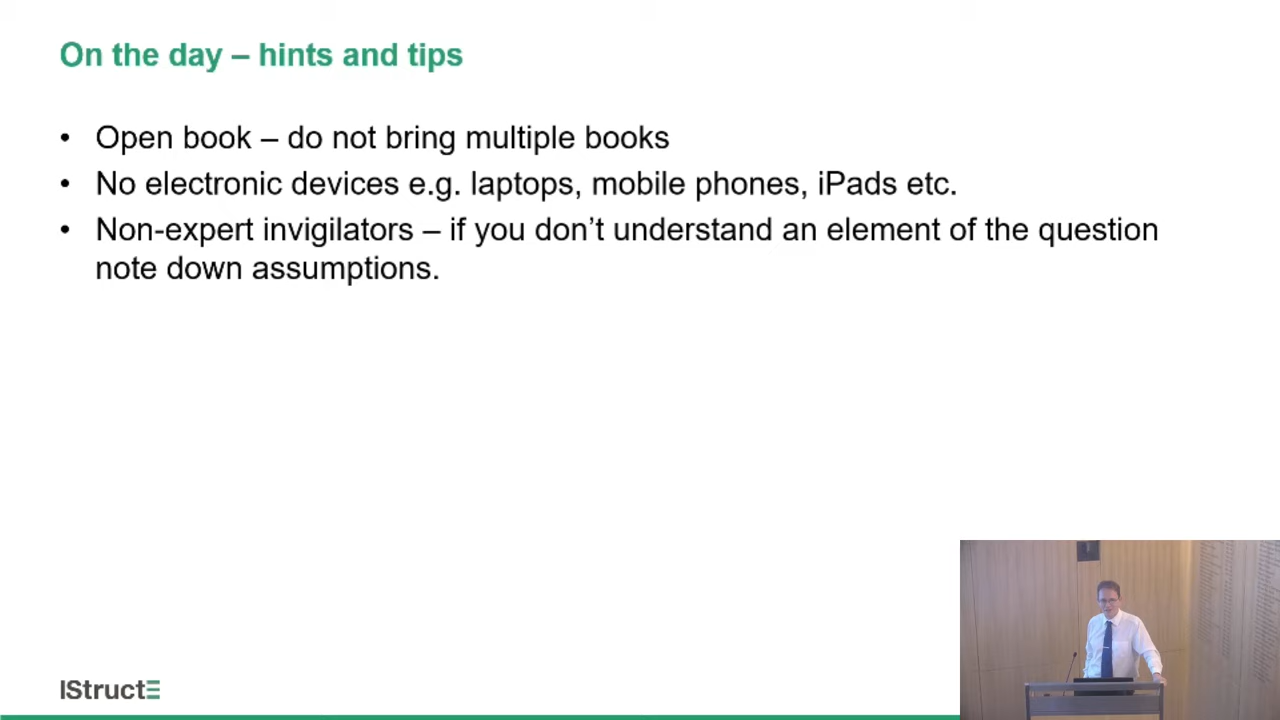 On the day – hints and tips
• Open book – do not bring multiple books
• No electronic devices e.g. laptops, mobile phones, iPads etc.
• Non-expert invigilators – if you don’t understand an element of the question
note down assumptions.
IStructE